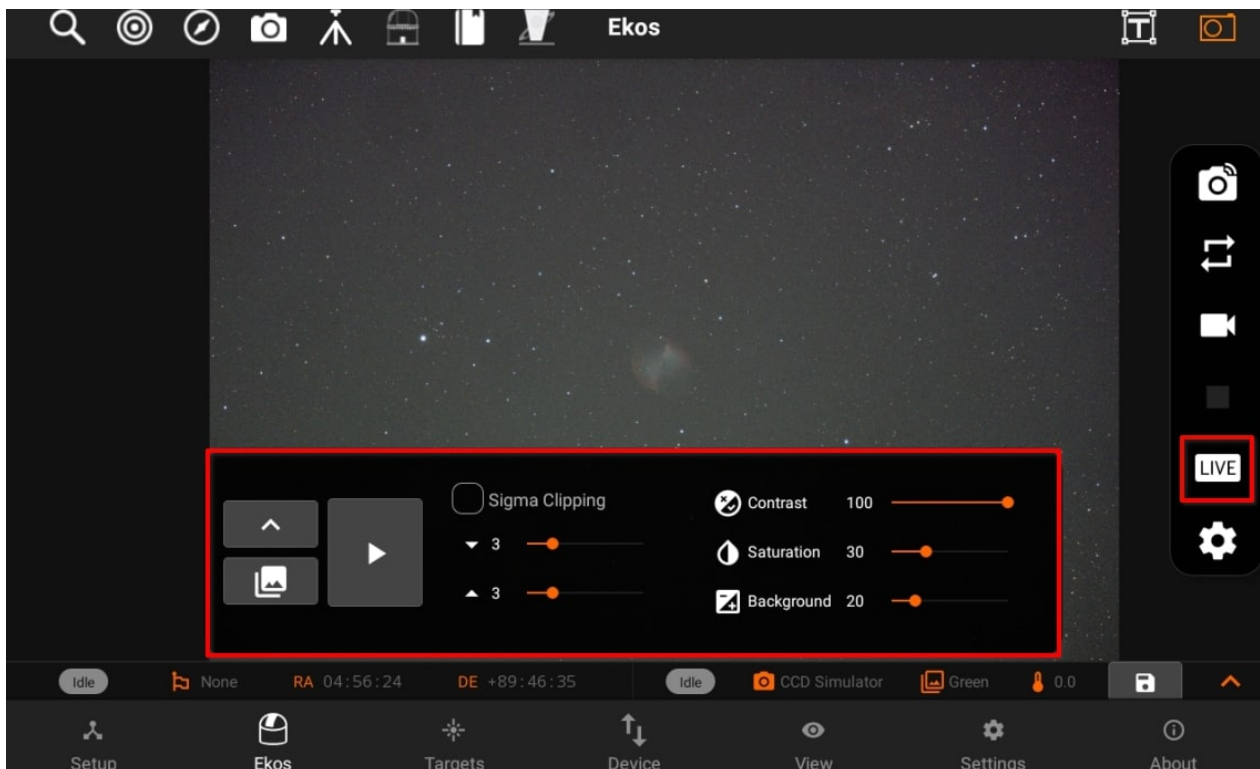 Ekos
LIVE
Sigma Clipping
3
3
Contrast 100
Saturation 30
Background 20
Idle None RA 04:56:24 DE +89:46:35 Idle CCD Simulator Green 0.0
Setup Ekos Targets Device View Settings About